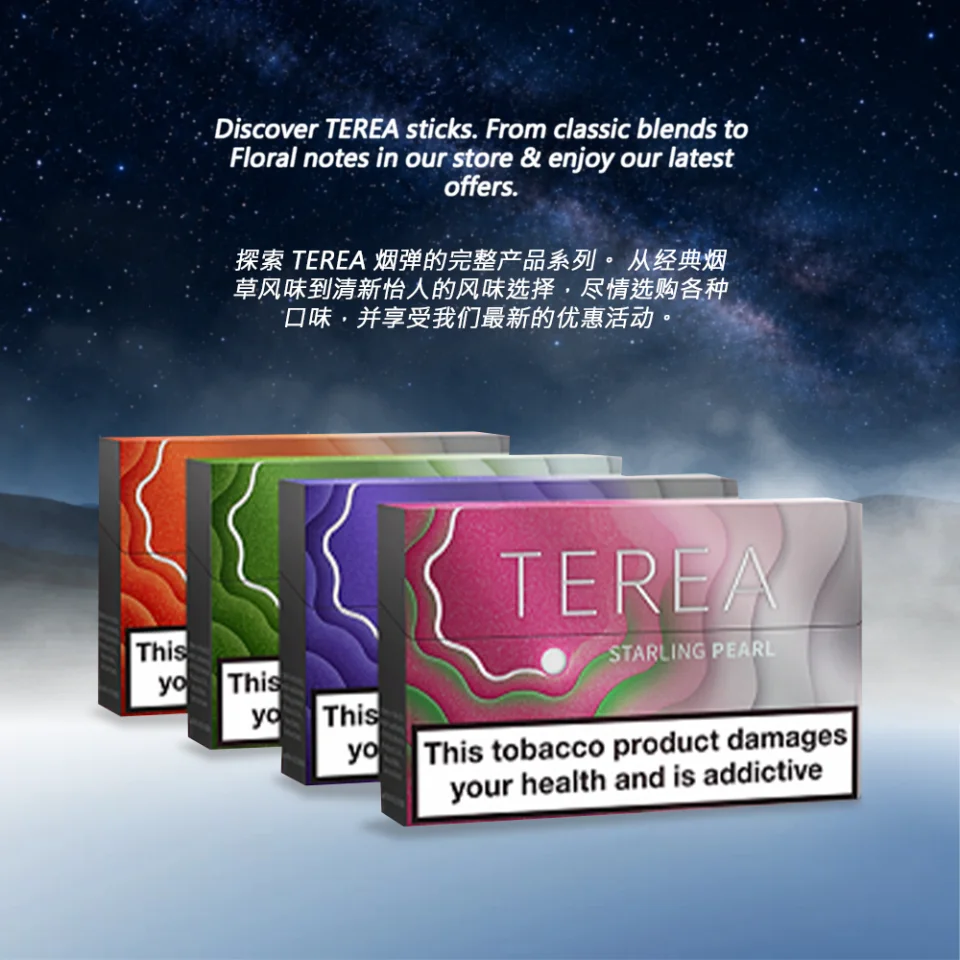 Discover TEREA sticks. From classic blends to
Floral notes in our store & enjoy our latest
offers.
探索 TEREA 烟弹的完整产品系列。 从经典烟
草风味到清新怡人的风味选择，尽情选购各种
口味，并享受我们最新的优惠活动。
TEREA
STARLING PEARL
This
yo
This
yo
This
yo
This tobacco product damages
your health and is addictive